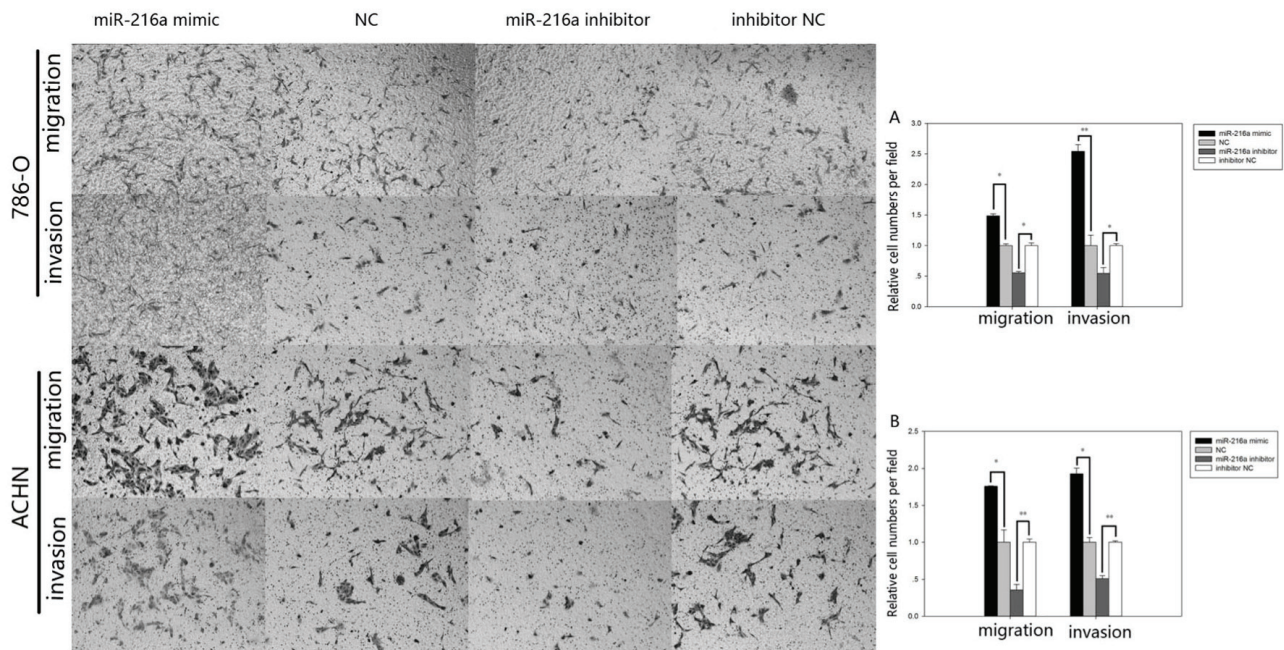 miR-216a mimic NC miR-216a inhibitor inhibitor NC
786-O
migration
invasion
ACHN
migration
invasion
A
Relative cell numbers per field
3.0
2.5
2.0
1.5
1.0
.5
0.0
* * ** *
migration invasion
miR-216a mimic
NC
miR-216a inhibitor
inhibitor NC
B
Relative cell numbers per field
2.5
2.0
1.5
1.0
.5
0.0
* ** * **
migration invasion
miR-216a mimic
NC
miR-216a inhibitor
inhibitor NC